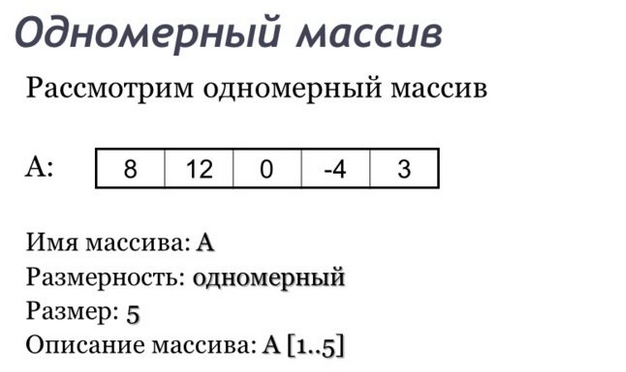 Одномерный массив
Рассмотрим одномерный массив
А: 8 12 0 -4 3
Имя массива: А
Размерность: одномерный
Размер: 5
Описание массива: А [1..5]